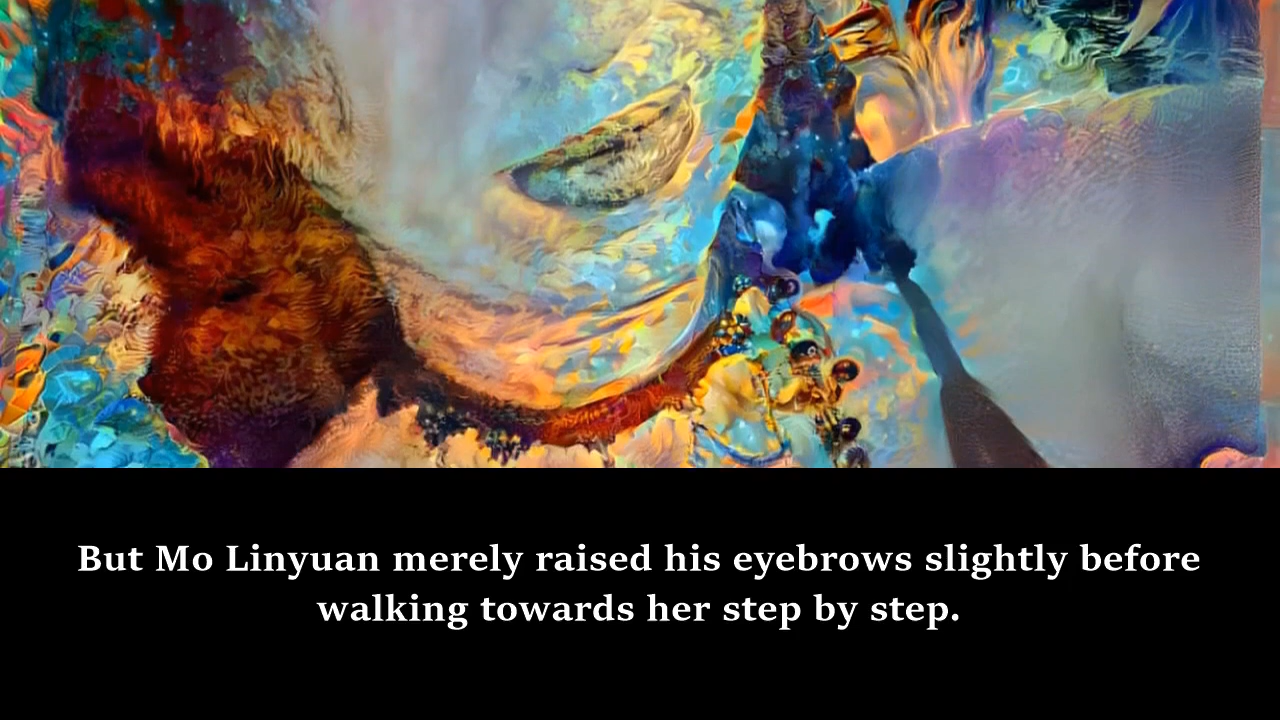 But Mo Linyuan merely raised his eyebrows slightly before
walking towards her step by step.